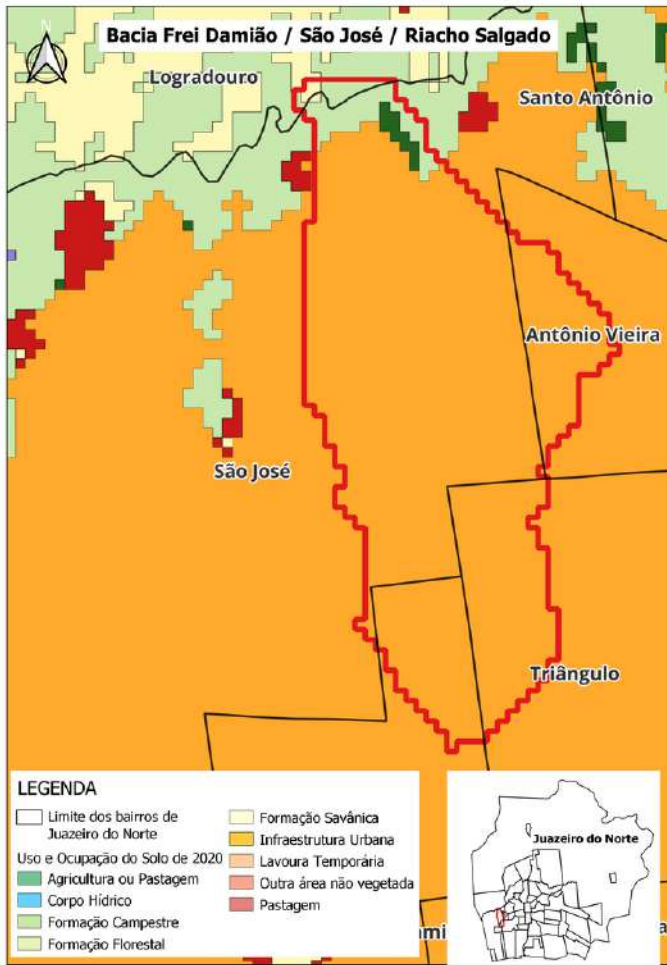 Bacia Frei Damião / São José / Riacho Salgado
N
Logradouro
Santo Antônio
Antônio Vieira
São José
Triângulo
LEGENDA
Limite dos bairros de
Juazeiro do Norte
Uso e Ocupação do Solo de 2020
Agricultura ou Pastagem
Corpo Hídrico
Formação Campestre
Formação Florestal
Formação Savânica
Infraestrutura Urbana
Lavoura Temporária
Outra área não vegetada
Pastagem
Juazeiro do Norte